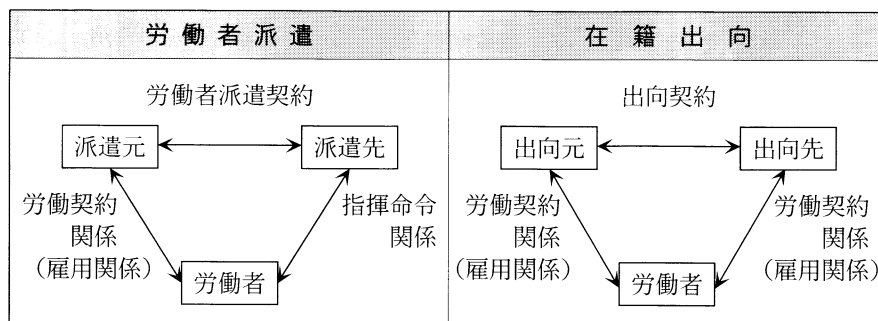 労働者派遣
在籍出向
労働者派遣契約
派遣元
派遣先
労働契約
関係
(雇用関係)
指揮命令
関係
労働者
出向契約
出向元
出向先
労働契約
関係
(雇用関係)
労働契約
関係
(雇用関係)
労働者